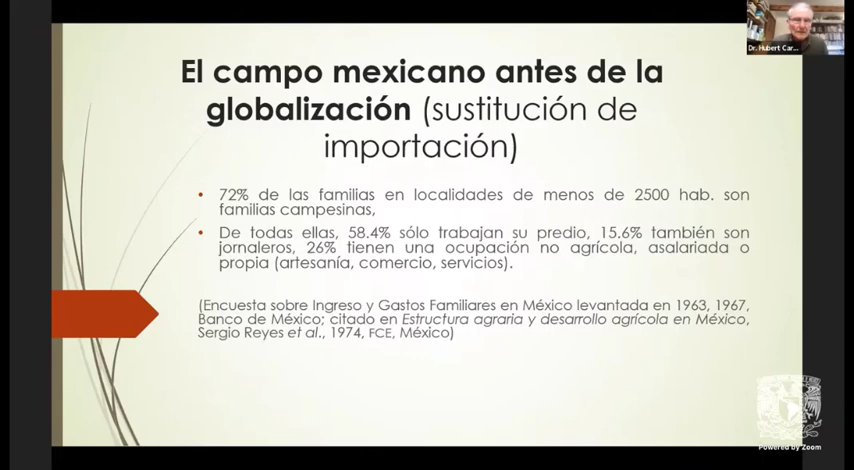 Dr. Hubert Car...
El campo mexicano antes de la
globalización (sustitución de
importación)
• 72% de las familias en localidades de menos de 2500 hab. son
familias campesinas,
• De todas ellas, 58.4% sólo trabajan su predio, 15.6% también son
jornaleros, 26% tienen una ocupación no agrícola, asalariada o
propia (artesanía, comercio, servicios).
(Encuesta sobre Ingreso y Gastos Familiares en México levantada en 1963, 1967,
Banco de México; citado en Estructura agraria y desarrollo agrícola en México,
Sergio Reyes et al., 1974, FCE, México)
Powered by Zoom